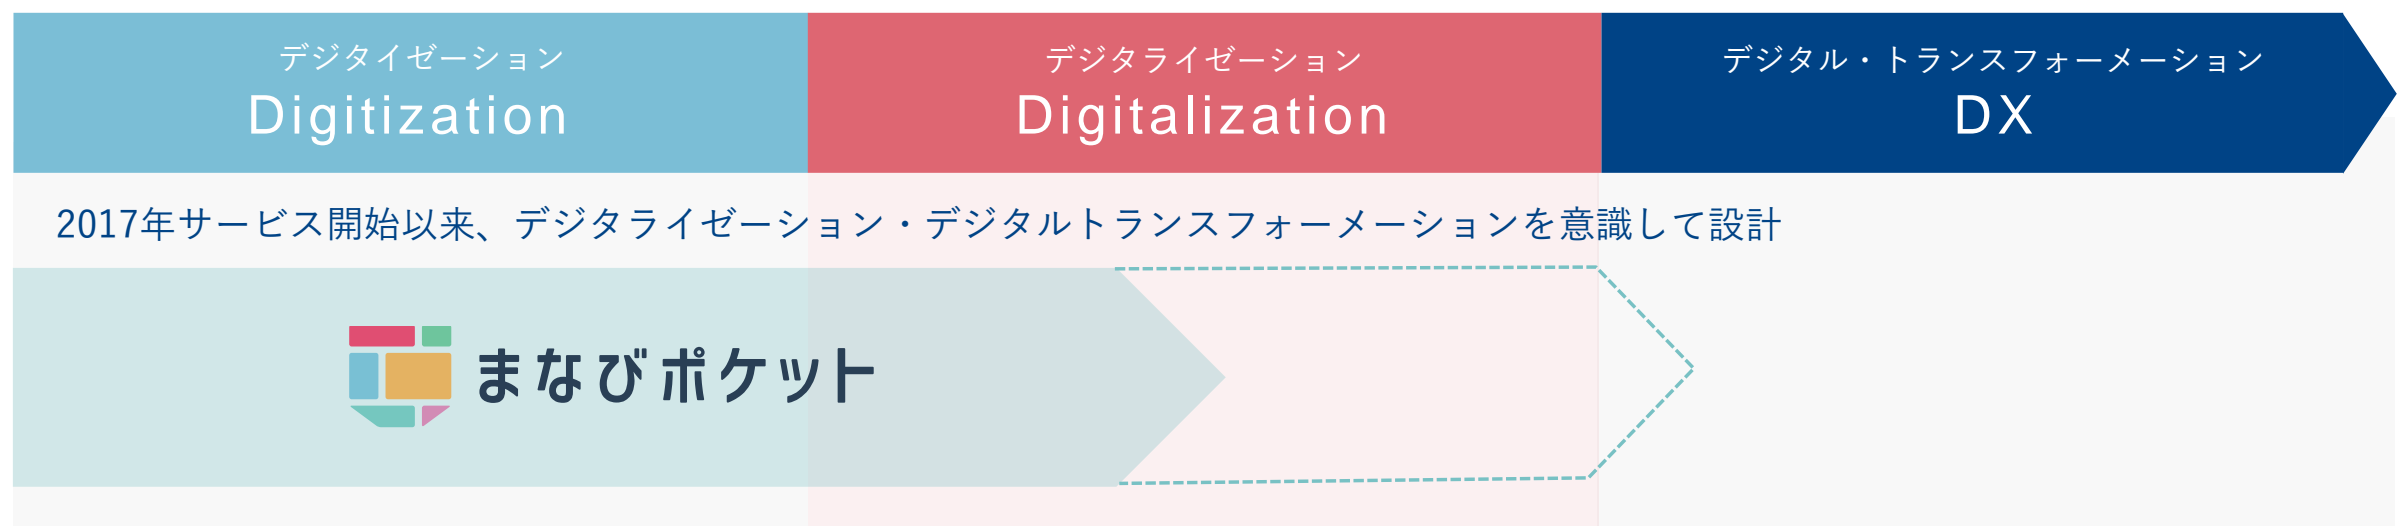 デジタイゼーション
Digitization
デジタライゼーション
Digitalization
デジタル・トランスフォーメーション
DX
2017年サービス開始以来、デジタライゼーション・デジタルトランスフォーメーションを意識して設計
まなびポケット